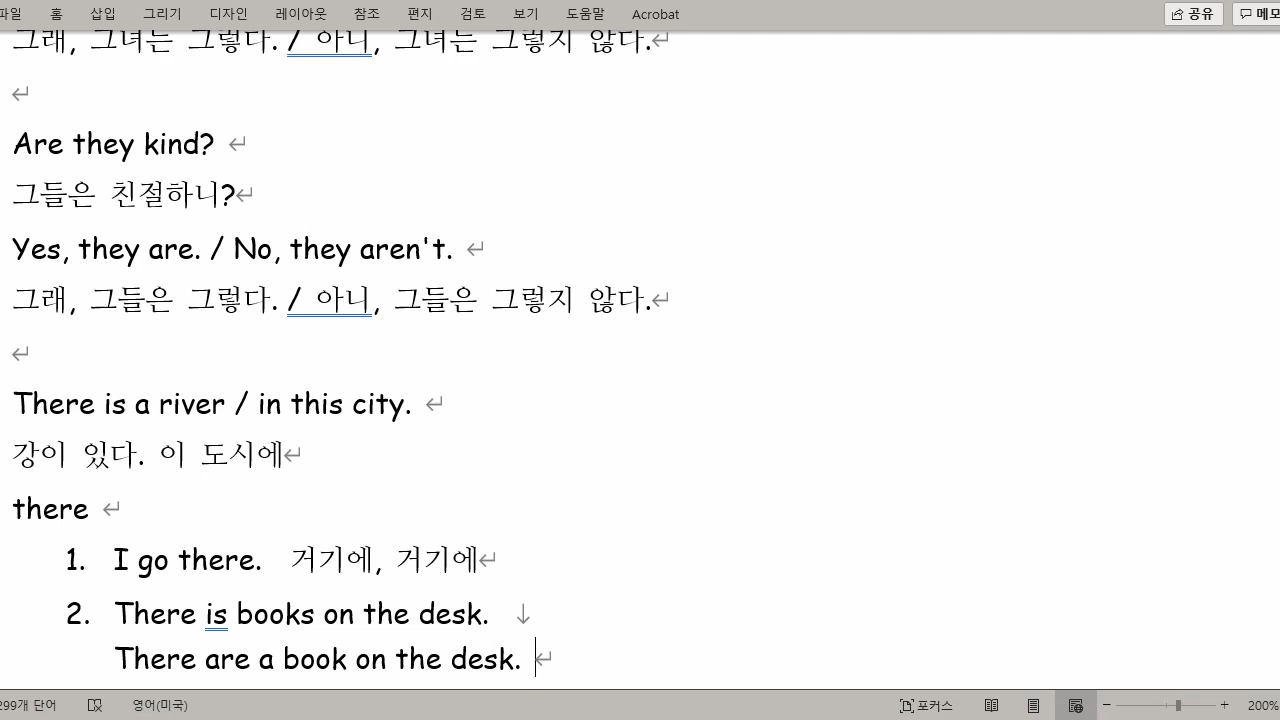 파일 홈 삽입 그리기 디자인 레이아웃 참조 편지 검토 보기 도움말 Acrobat 공유 메모
그래, 그녀는 그렇다. / 아니, 그녀는 그렇지 않다.
Are they kind?
그들은 친절하니?
Yes, they are. / No, they aren't.
그래, 그들은 그렇다. / 아니, 그들은 그렇지 않다.
There is a river / in this city.
강이 있다. 이 도시에
there
1. I go there. 거기에, 거기에
2. There is books on the desk.
There are a book on the desk.
299개 단어 영어(미국) 포커스 200%